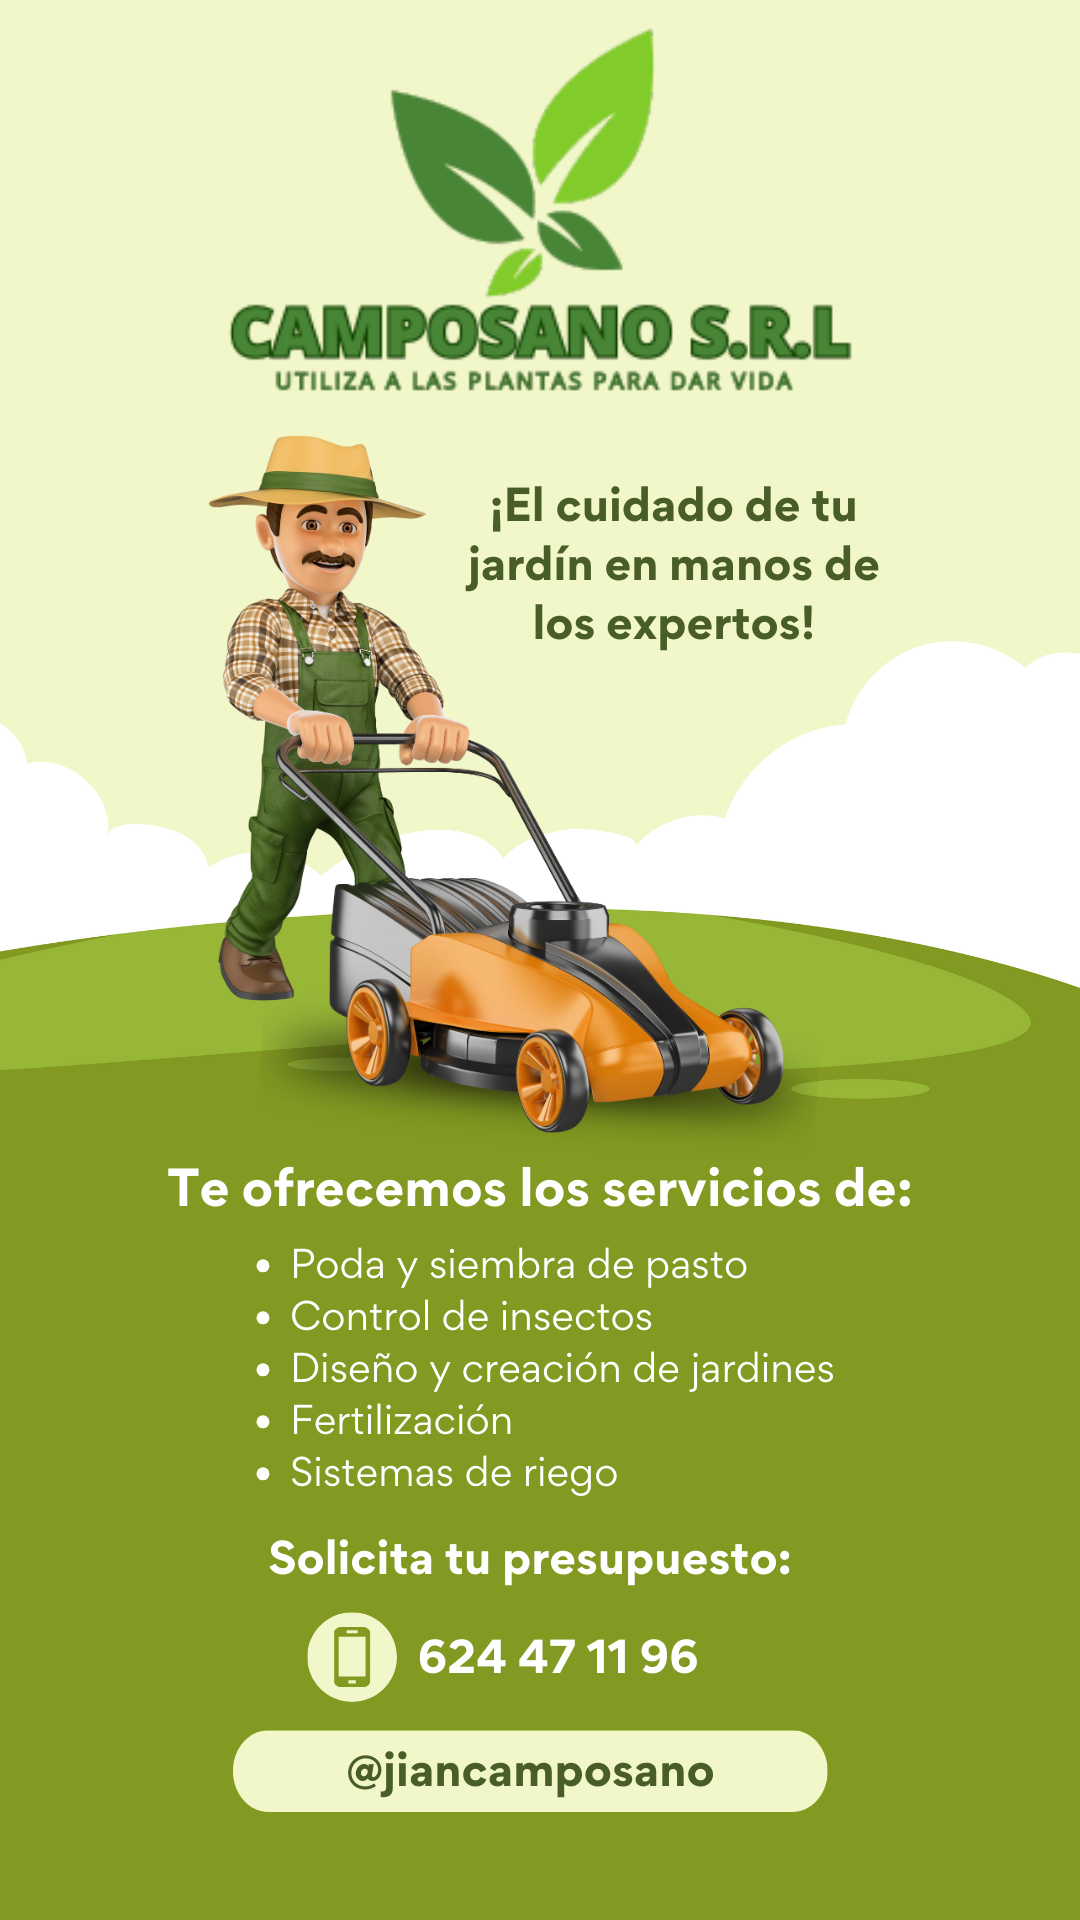 CAMPOSANO S.R.L
UTILIZA A LAS PLANTAS PARA DAR VIDA
¡El cuidado de tu
jardín en manos de
los expertos!
Te ofrecemos los servicios de:
• Poda y siembra de pasto
• Control de insectos
• Diseño y creación de jardines
• Fertilización
• Sistemas de riego
Solicita tu presupuesto:
624 47 11 96
@jiancamposano